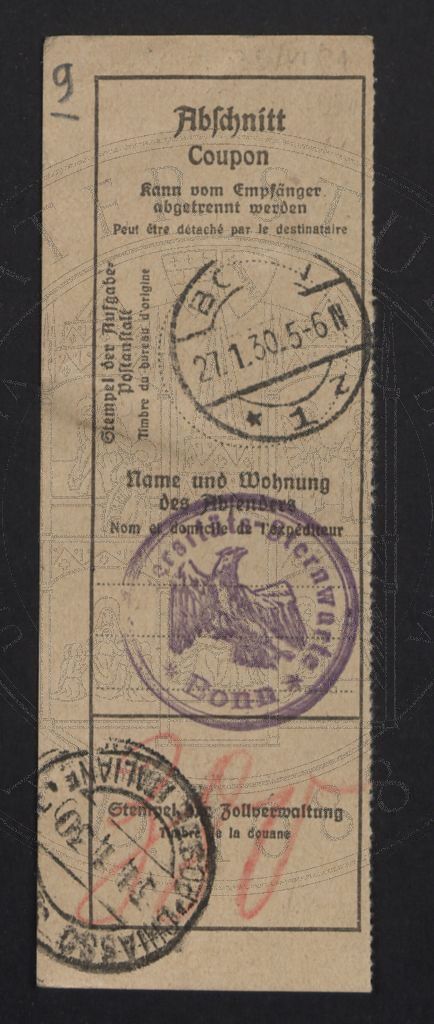 9
Abschnitt
Coupon
Kann vom Empfänger
abgetrennt werden
Peut être détaché par le destinataire
Stempel der Aufgabe-
Postanstalt
Timbre du bureau d'origine
27.1.30.5-6 N
* 1 z
Name und Wohnung
des Absenders
Nom et domicile de l'expéditeur
Sternwarte
* Bonn *
Stempel der Zollverwaltung
Timbre de la douane
CHIASSO